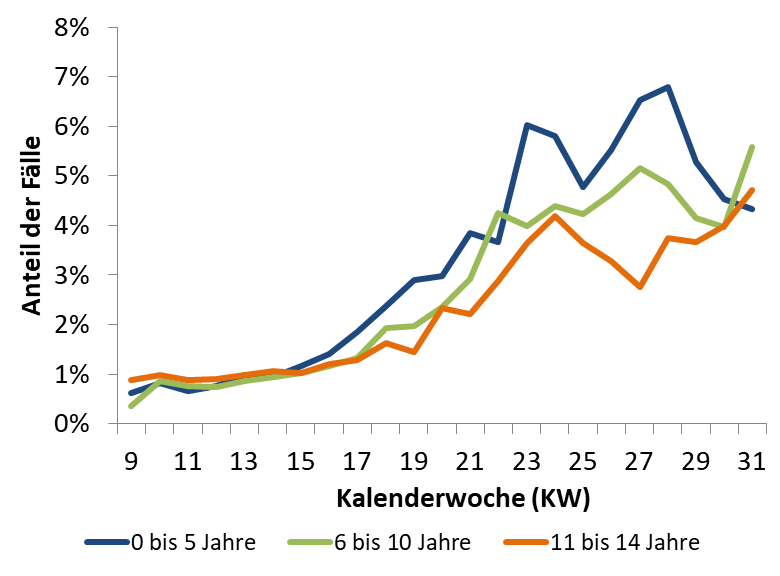 8%
7%
6%
5%
4%
3%
2%
1%
0%
Anteil der Fälle
9 11 13 15 17 19 21 23 25 27 29 31
Kalenderwoche (KW)
0 bis 5 Jahre 6 bis 10 Jahre 11 bis 14 Jahre